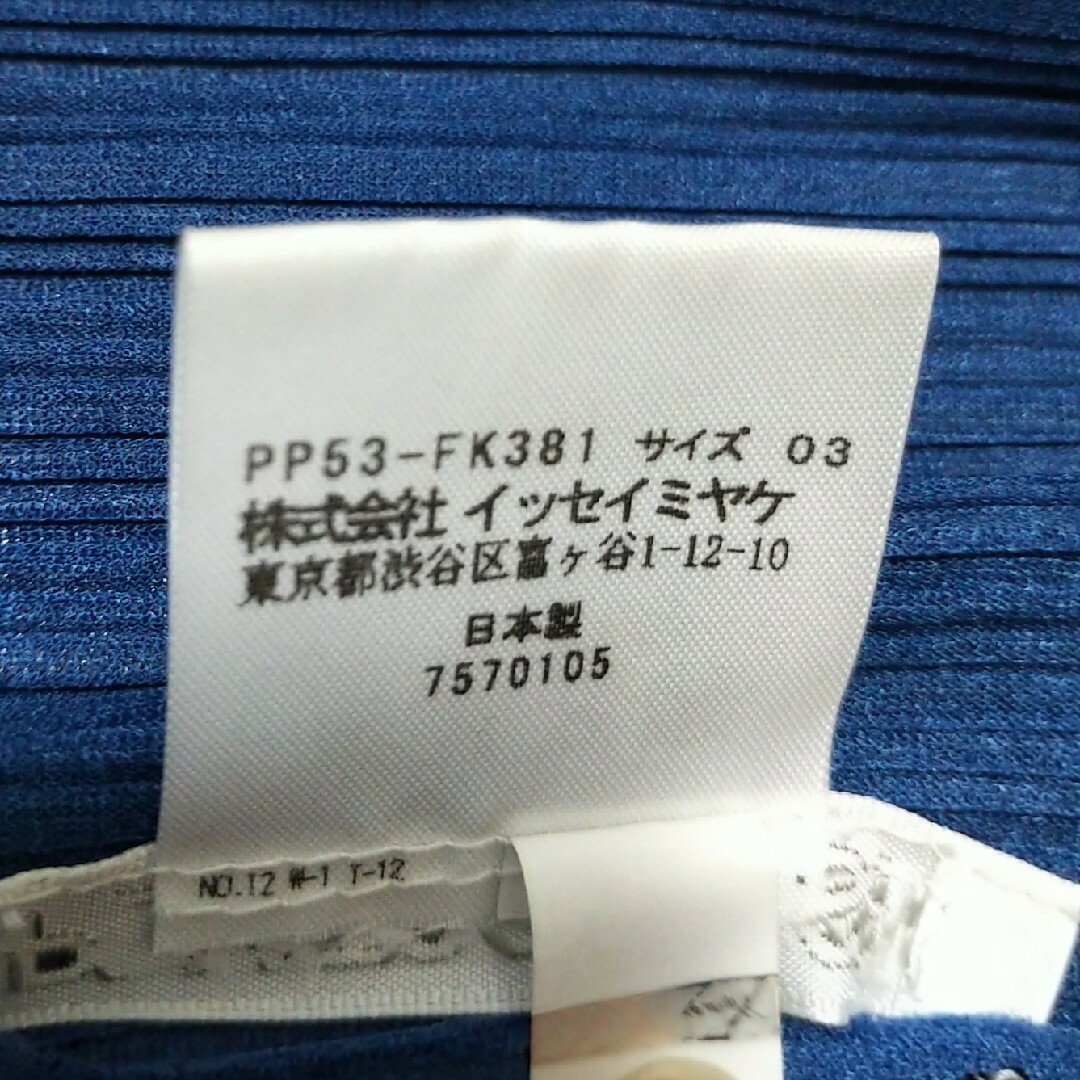 PP53-FK381 サイズ 03
株式会社 イッセイミヤケ
東京都渋谷区富ヶ谷1-12-10
日本製
7570105
NO.12 W-1 T-12